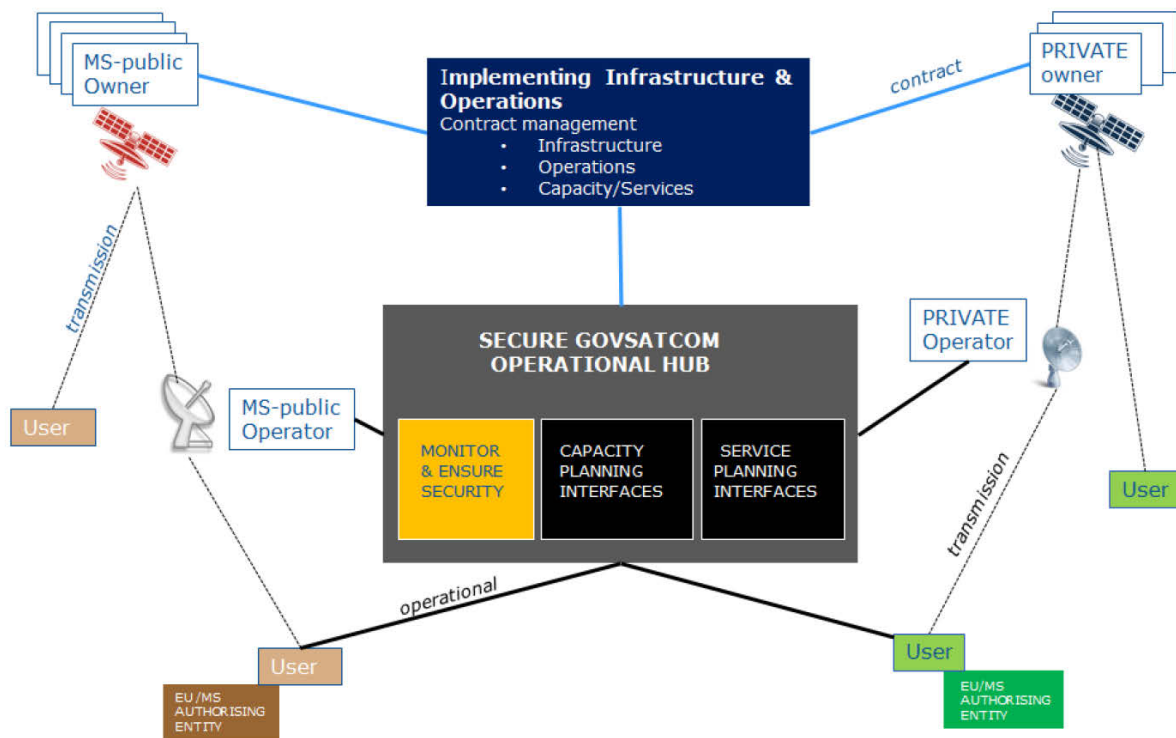 MS-public
Owner
PRIVATE
owner
Implementing Infrastructure &
Operations
Contract management
• Infrastructure
• Operations
• Capacity/Services
contract
transmission
SECURE GOVSATCOM
OPERATIONAL HUB
PRIVATE
Operator
MS-public
Operator
User
MONITOR
& ENSURE
SECURITY
CAPACITY
PLANNING
INTERFACES
SERVICE
PLANNING
INTERFACES
User
transmission
operational
User
User
EU/MS
AUTHORISING
ENTITY
EU/MS
AUTHORISING
ENTITY